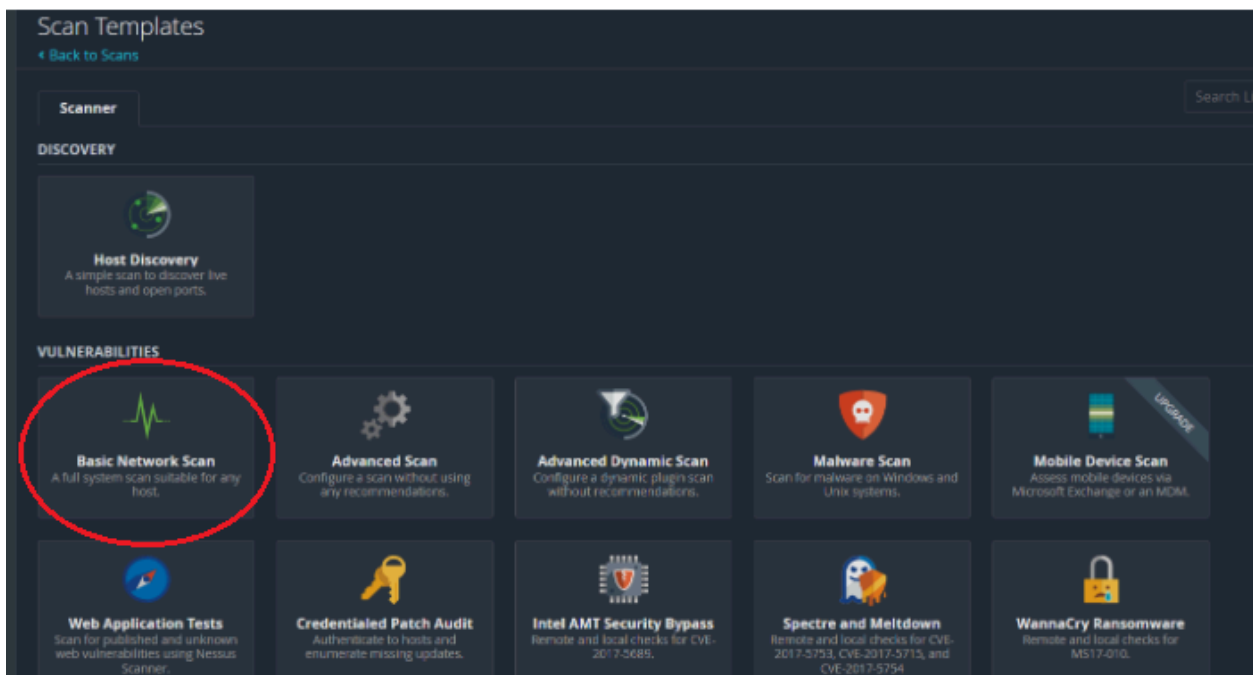 Scan Templates
Back to Scans
Scanner
Search Li
DISCOVERY
Host Discovery
A simple scan to discover live
hosts and open ports.
VULNERABILITIES
Basic Network Scan
A full system scan suitable for any
host.
Advanced Scan
Configure a scan without using
any recommendations.
Advanced Dynamic Scan
Configure a dynamic plugin scan
without recommendations.
Malware Scan
Scan for malware on Windows and
Unix systems.
UPGRADE
Mobile Device Scan
Assess mobile devices via
Microsoft Exchange or an MDM.
Web Application Tests
Scan for published and unknown
web vulnerabilities using Nessus
Scanner.
Credentialed Patch Audit
Authenticate to hosts and
enumerate missing updates.
Intel AMT Security Bypass
Remote and local checks for CVE-
2017-5689.
Spectre and Meltdown
Remote and local checks for CVE-
2017-5753, CVE-2017-5715, and
CVE-2017-5754
WannaCry Ransomware
Remote and local checks for
MS17-010.